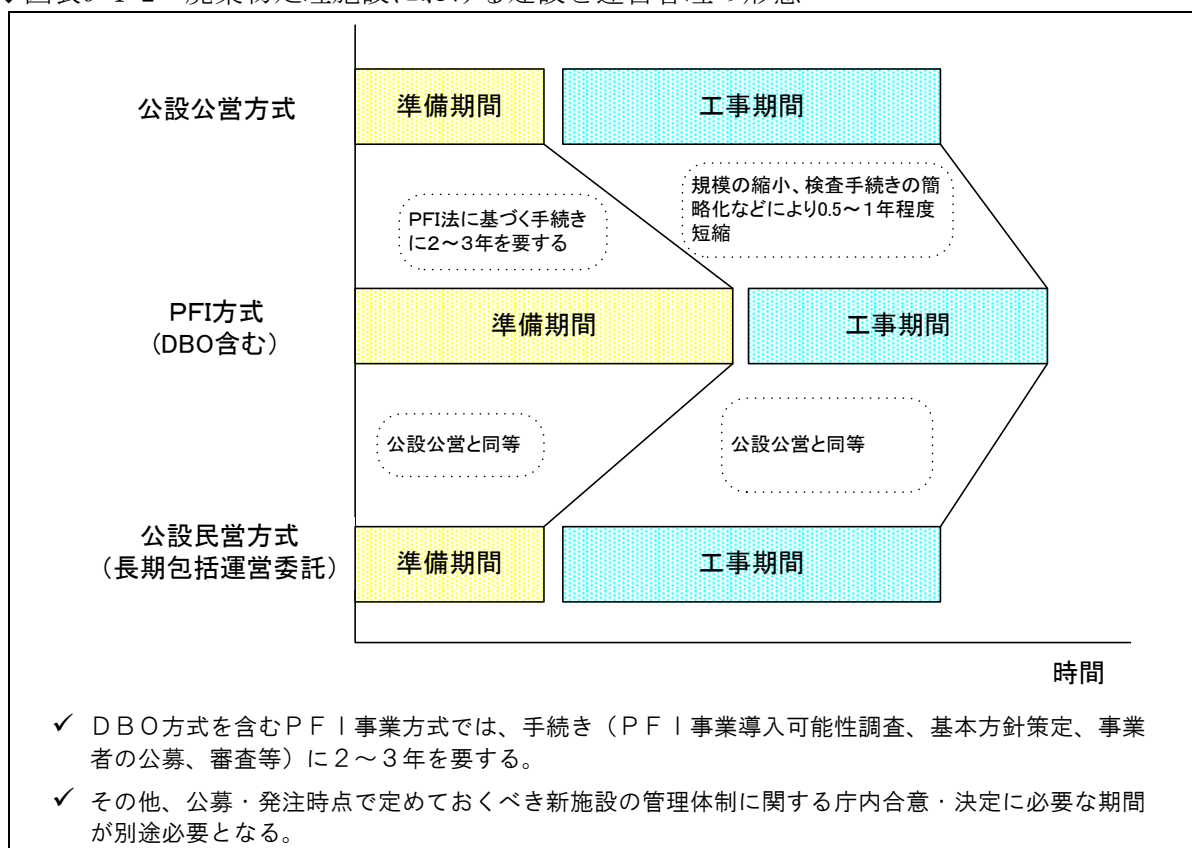 公設公営方式
準備期間
工事期間
PFI法に基づく手続き
に2～3年を要する
規模の縮小、検査手続きの簡
略化などにより0.5～1年程度
短縮
PFI方式
（DBO含む）
準備期間
工事期間
公設公営と同等
公設公営と同等
公設民営方式
（長期包括運営委託）
準備期間
工事期間
時間
✓ ＤＢＯ方式を含むＰＦＩ事業方式では、手続き（ＰＦＩ事業導入可能性調査、基本方針策定、事業
者の公募、審査等）に２～３年を要する。
✓ その他、公募・発注時点で定めておくべき新施設の管理体制に関する庁内合意・決定に必要な期間
が別途必要となる。